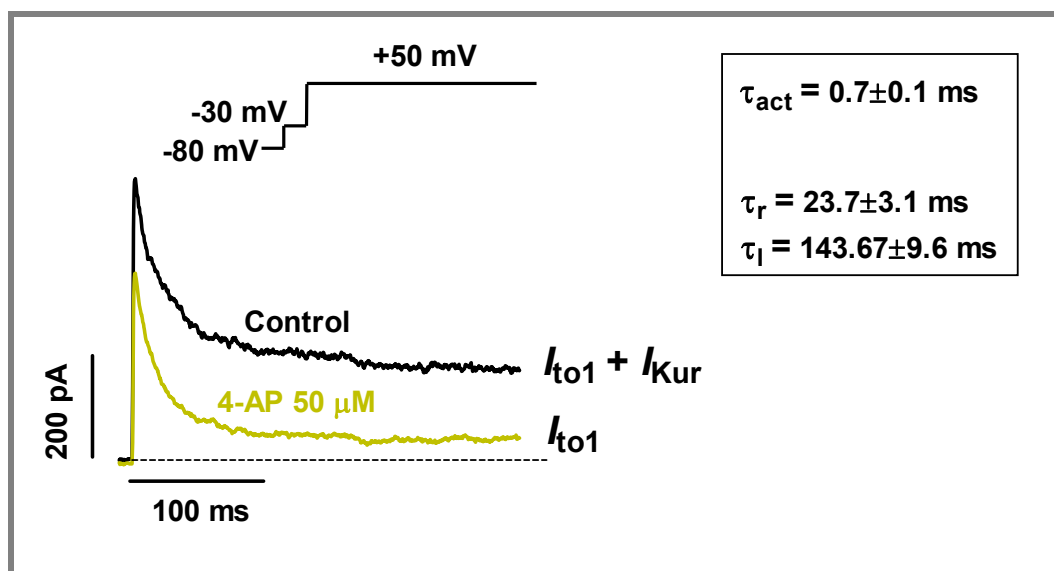 +50 mV
-30 mV
-80 mV
τact = 0.7±0.1 ms
τr = 23.7±3.1 ms
τl = 143.67±9.6 ms
Control
Ito1 + IKur
4-AP 50 μM
Ito1
200 pA
100 ms